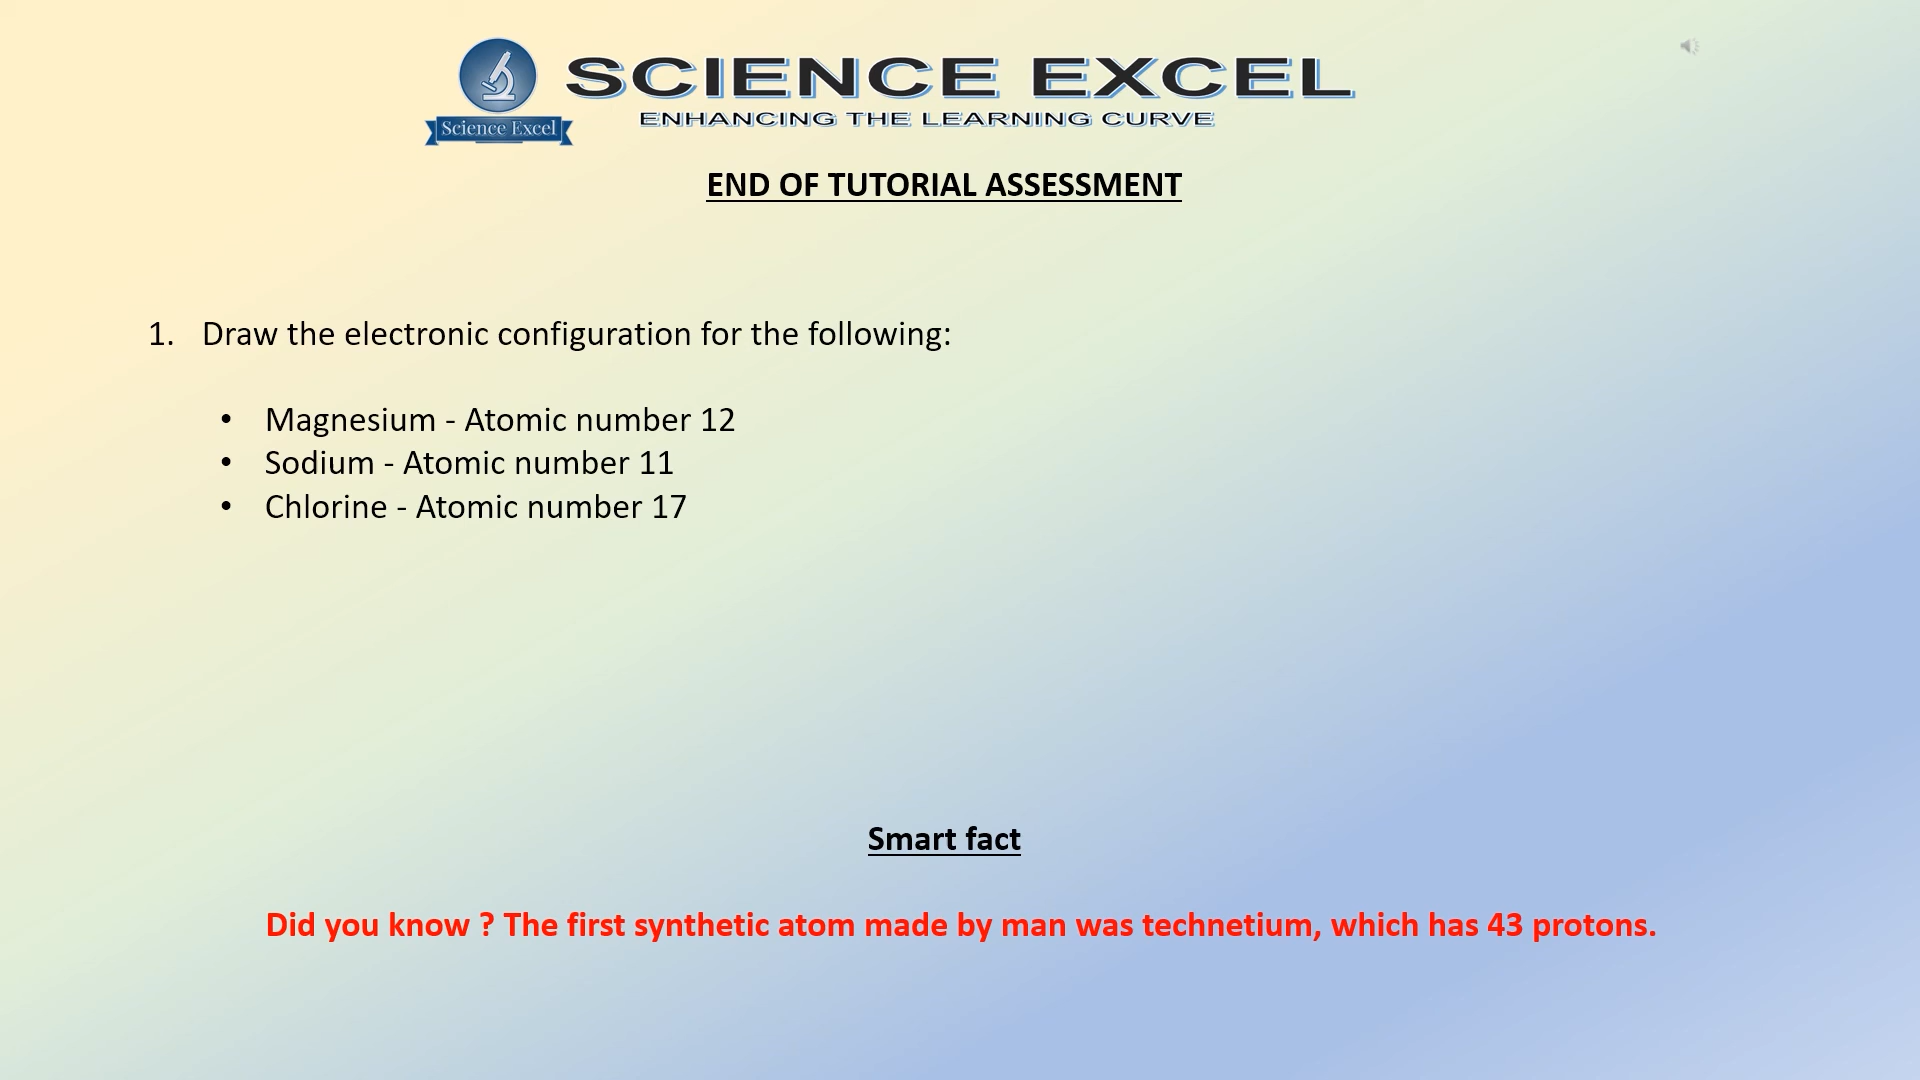 SCIENCE EXCEL
ENHANCING THE LEARNING CURVE
Science Excel
END OF TUTORIAL ASSESSMENT
1. Draw the electronic configuration for the following:
• Magnesium - Atomic number 12
• Sodium - Atomic number 11
• Chlorine - Atomic number 17
Smart fact
Did you know ? The first synthetic atom made by man was technetium, which has 43 protons.